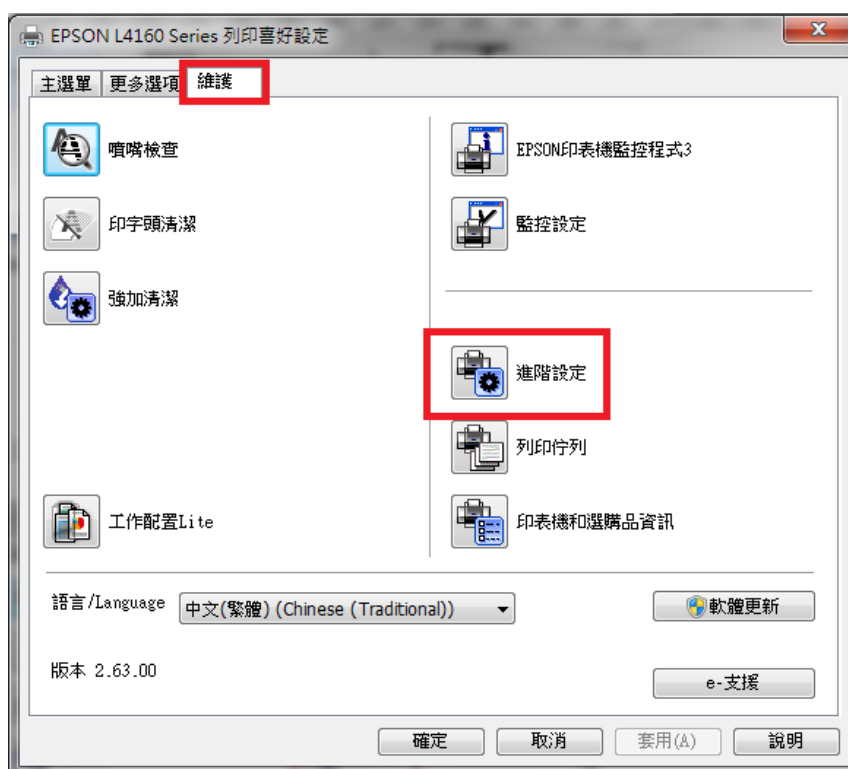 EPSON L4160 Series 列印喜好設定
主選單
更多選項
維護
噴嘴檢查
印字頭清潔
強加清潔
工作配置Lite
EPSON印表機監控程式3
監控設定
進階設定
列印佇列
印表機和選購品資訊
語言/Language
中文(繁體) (Chinese (Traditional))
軟體更新
版本 2.63.00
e-支援
確定
取消
套用(A)
說明